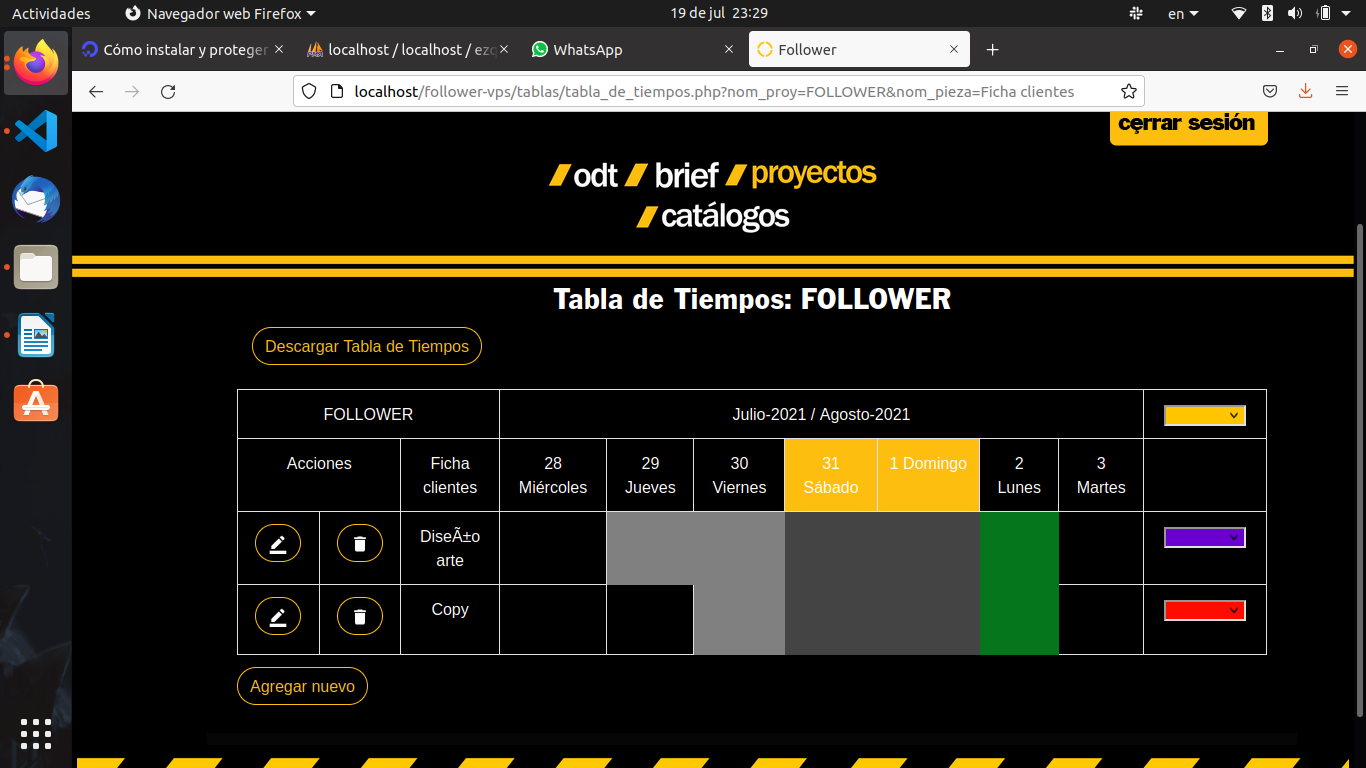 Actividades
Navegador web Firefox
19 de jul 23:29
en
Cómo instalar y proteger
localhost / localhost / ezq
WhatsApp
Follower
localhost/follower-vps/tablas/tabla_de_tiempos.php?nom_proy=FOLLOWER&nom_pieza=Ficha clientes
cerrar sesión
odt brief proyectos
catálogos
Tabla de Tiempos: FOLLOWER
Descargar Tabla de Tiempos
FOLLOWER
Julio-2021 / Agosto-2021
Acciones
Ficha
clientes
28
Miércoles
29
Jueves
30
Viernes
31
Sábado
1 Domingo
2
Lunes
3
Martes
DiseÃ±o
arte
Copy
Agregar nuevo